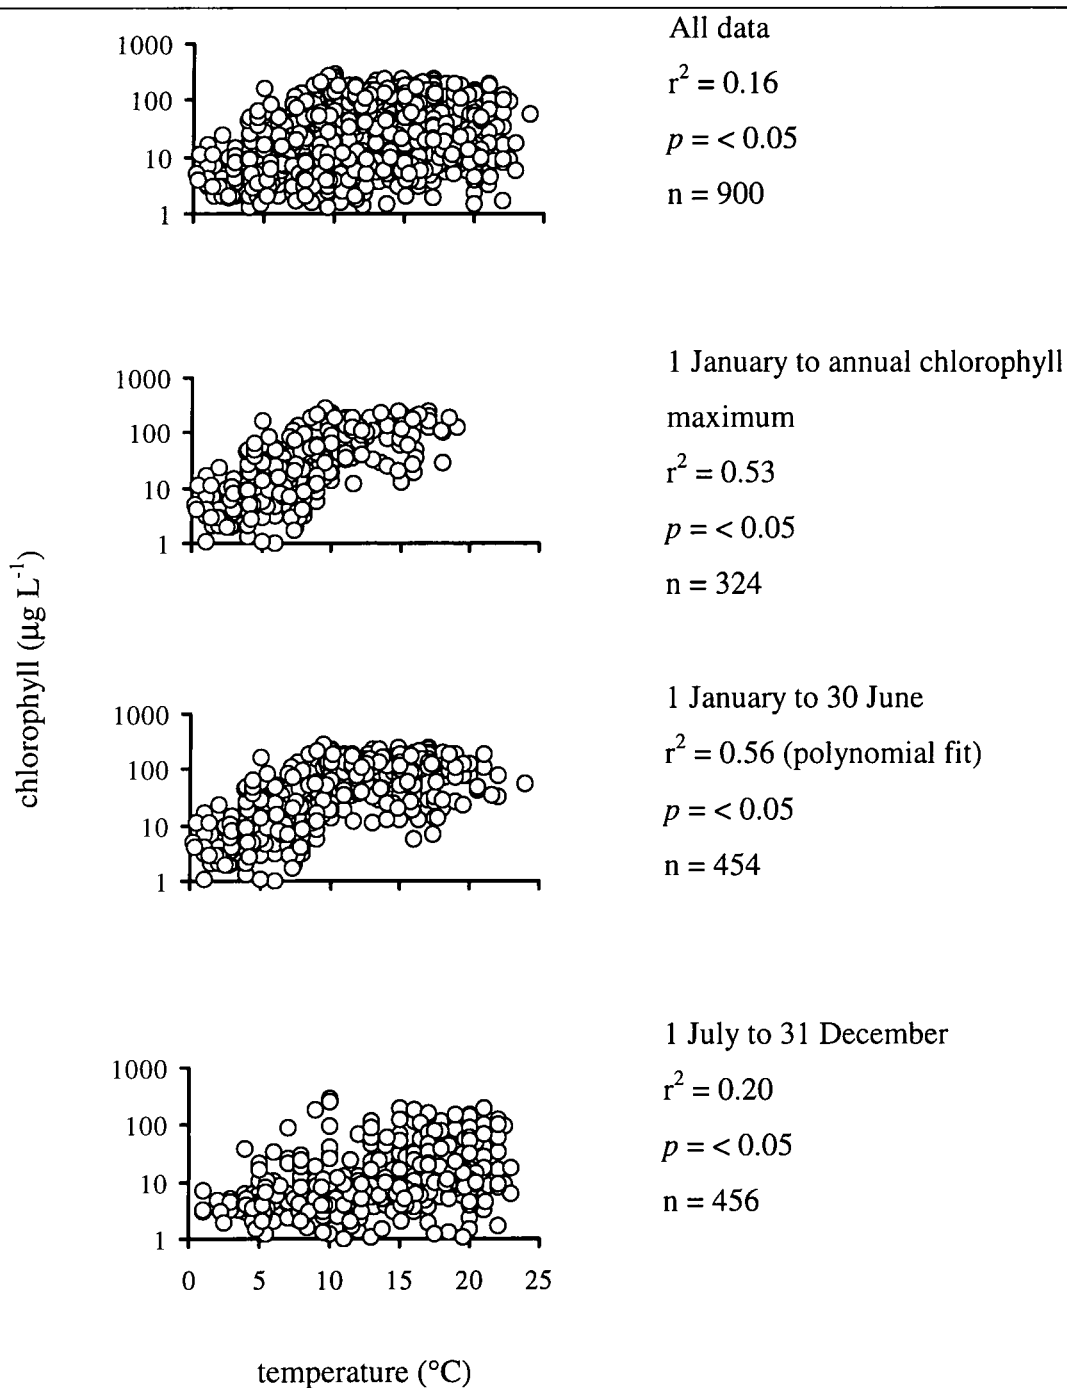 All data
r² = 0.16
p = < 0.05
n = 900
1000
100
10
1
1 January to annual chlorophyll
maximum
r² = 0.53
p = < 0.05
n = 324
1000
100
10
1
chlorophyll (µg L⁻¹)
1 January to 30 June
r² = 0.56 (polynomial fit)
p = < 0.05
n = 454
1000
100
10
1
1 July to 31 December
r² = 0.20
p = < 0.05
n = 456
1000
100
10
1
0 5 10 15 20 25
temperature (°C)